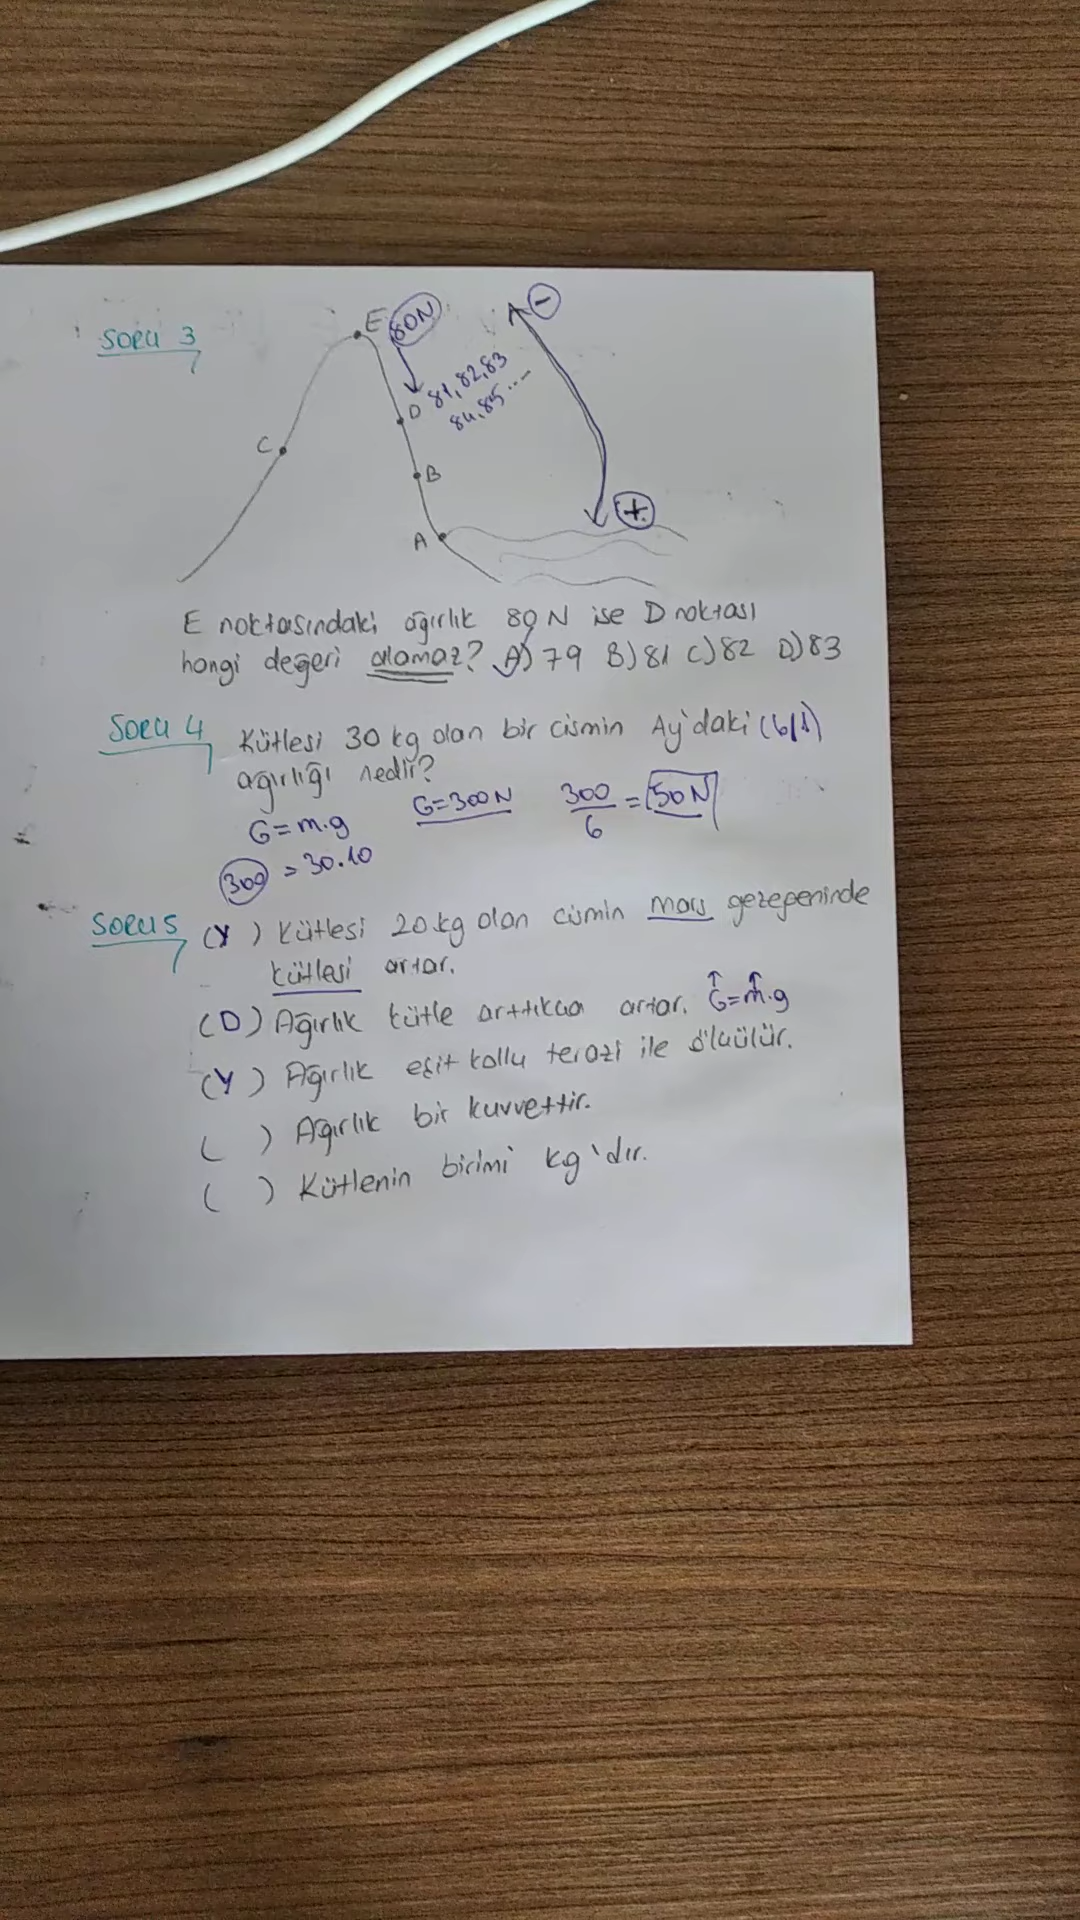 Soru 3
E 80N
-
D 81,82,83
84,85...
C
B
+
A
E noktasındaki ağırlık 80 N ise D noktası
hangi değeri alamaz? A) 79 B) 81 C) 82 D) 83
Soru 4 Kütlesi 30 kg olan bir cismin Ay'daki (6/1)
ağırlığı nedir?
G=m.g G=300N 300/6 = 50N
300 = 30.10
Soru 5 (Y) Kütlesi 20 kg olan cismin mars gezegeninde
kütlesi artar.
(D) Ağırlık kütle arttıkça artar. ↑G=↑m.g
(Y) Ağırlık eşit kollu terazi ile ölçülür.
( ) Ağırlık bir kuvvettir.
( ) Kütlenin birimi kg'dır.